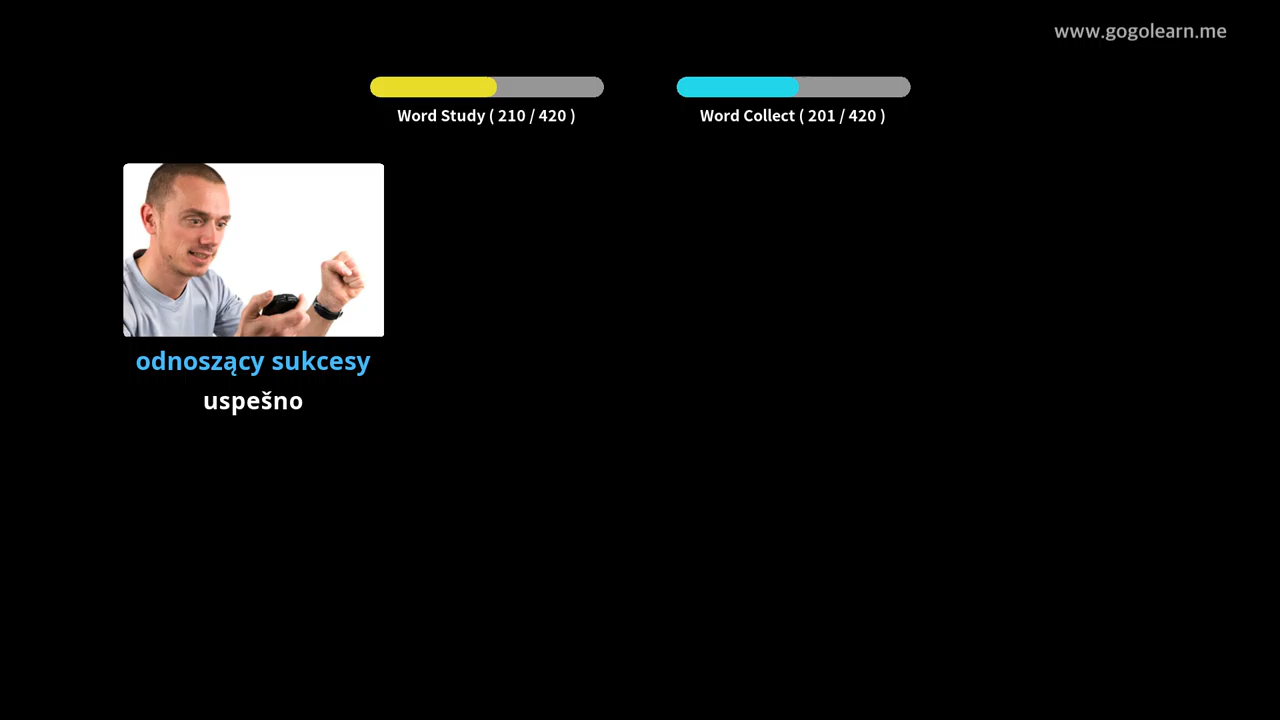 www.gogolearn.me
Word Study ( 210 / 420 )
Word Collect ( 201 / 420 )
odnoszący sukcesy
uspešno